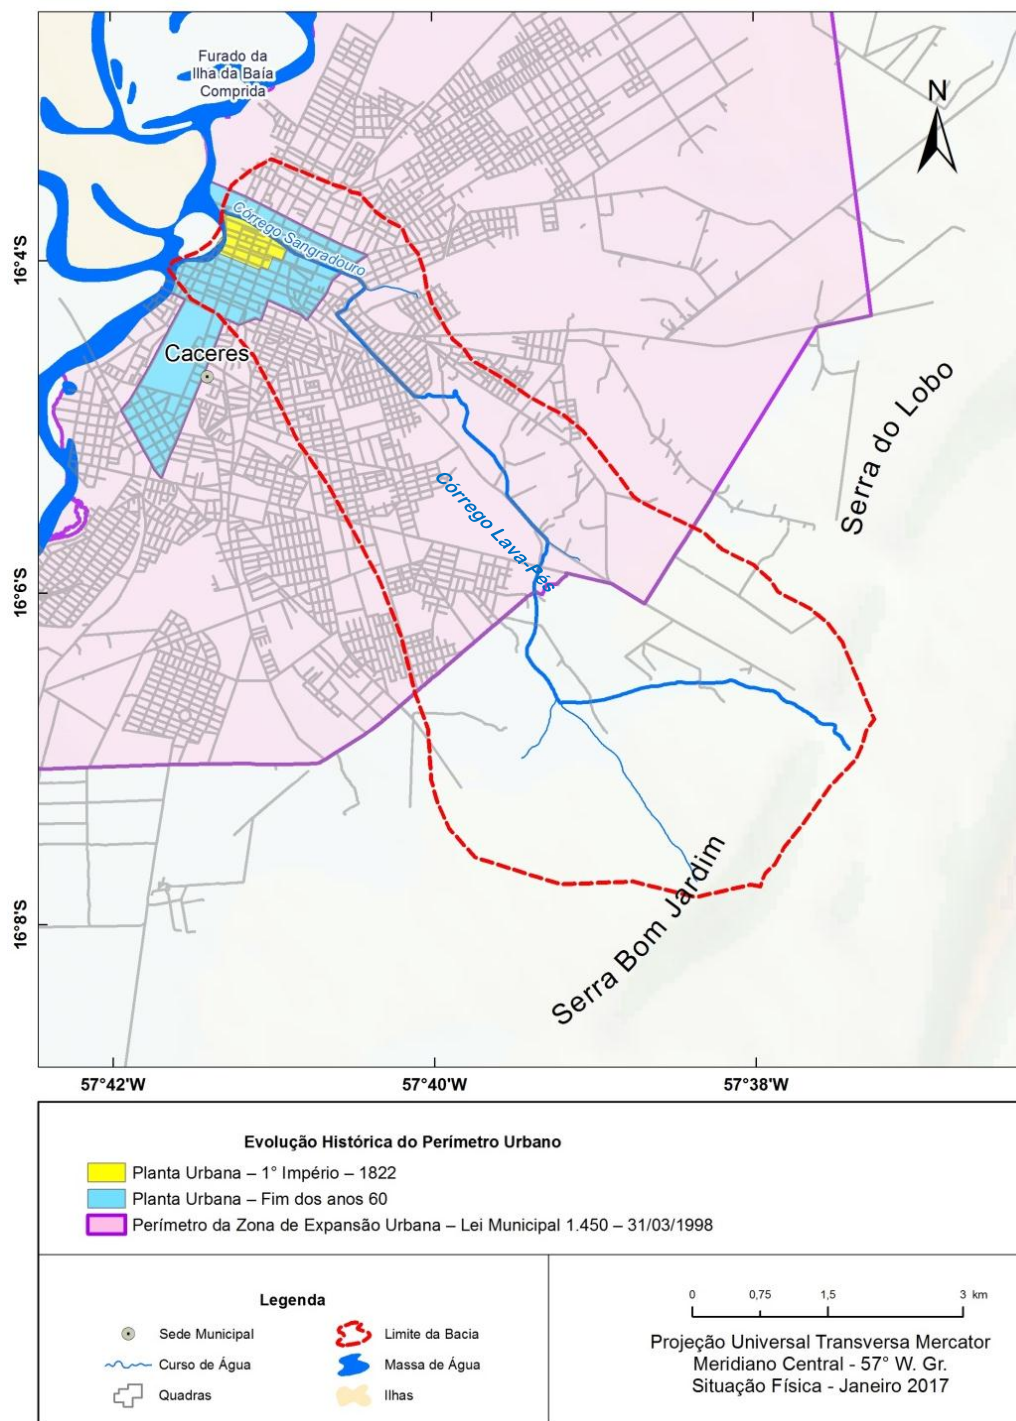 Furado da
Ilha da Baía
Comprida
N
Córrego Sangradouro
16°4'S
Caceres
Serra do Lobo
Córrego Lava-Pés
16°6'S
Serra Bom Jardim
16°8'S
57°42'W
57°40'W
57°38'W
Evolução Histórica do Perímetro Urbano
Planta Urbana – 1° Império – 1822
Planta Urbana – Fim dos anos 60
Perímetro da Zona de Expansão Urbana – Lei Municipal 1.450 – 31/03/1998
Legenda
Sede Municipal
Limite da Bacia
Curso de Água
Massa de Água
Quadras
Ilhas
0 0,75 1,5 3 km
Projeção Universal Transversa Mercator
Meridiano Central - 57° W. Gr.
Situação Física - Janeiro 2017